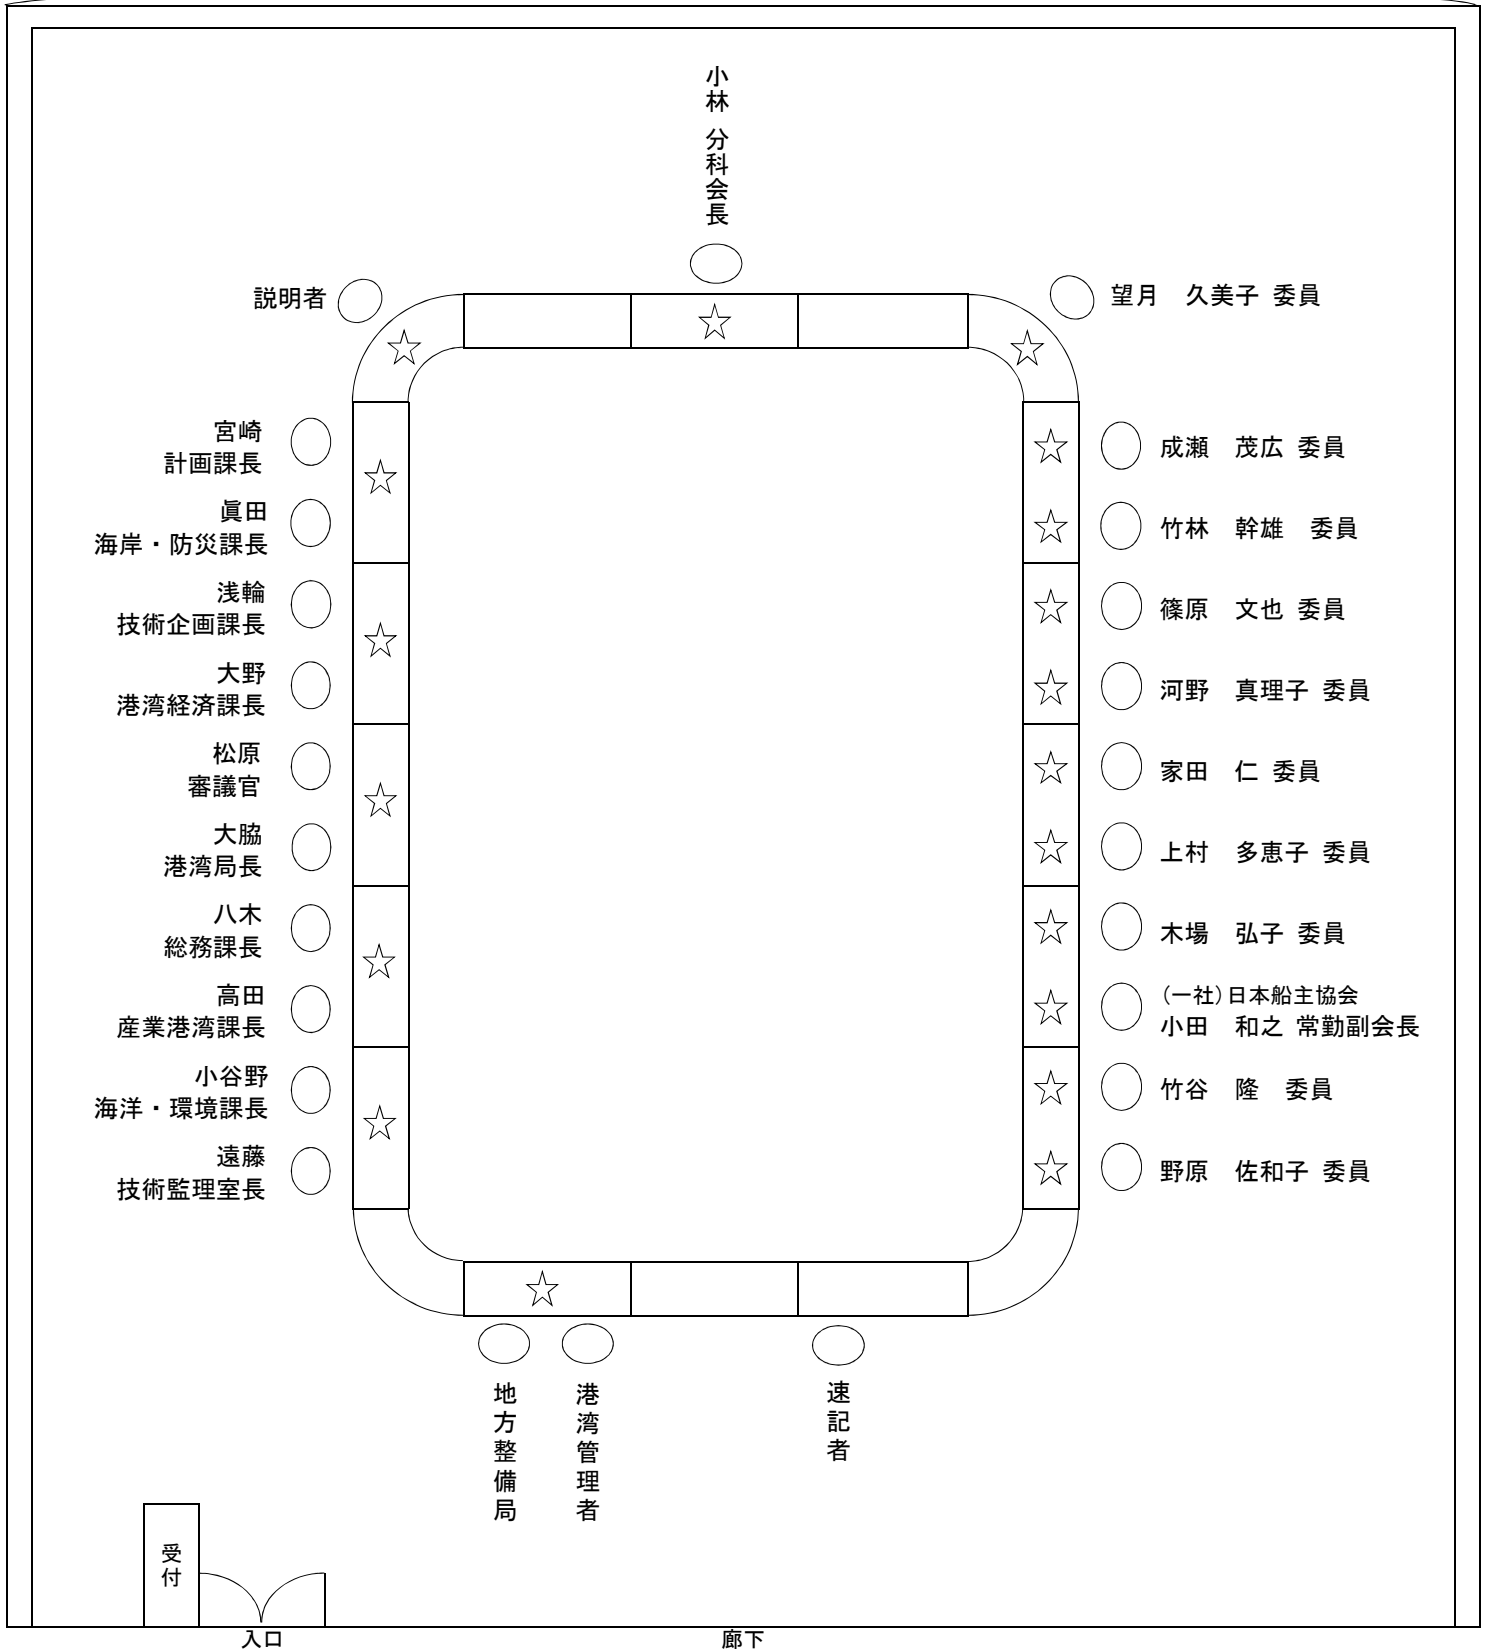 小林 分科会長
説明者
望月　久美子 委員
宮崎
計画課長
眞田
海岸・防災課長
浅輪
技術企画課長
大野
港湾経済課長
松原
審議官
大脇
港湾局長
八木
総務課長
高田
産業港湾課長
小谷野
海洋・環境課長
遠藤
技術監理室長
成瀬　茂広 委員
竹林　幹雄　委員
篠原　文也 委員
河野　真理子 委員
家田　仁 委員
上村　多恵子 委員
木場　弘子 委員
（一社）日本船主協会
小田　和之 常勤副会長
竹谷　隆　委員
野原　佐和子 委員
地方整備局
港湾管理者
速記者
受付
入口
廊下